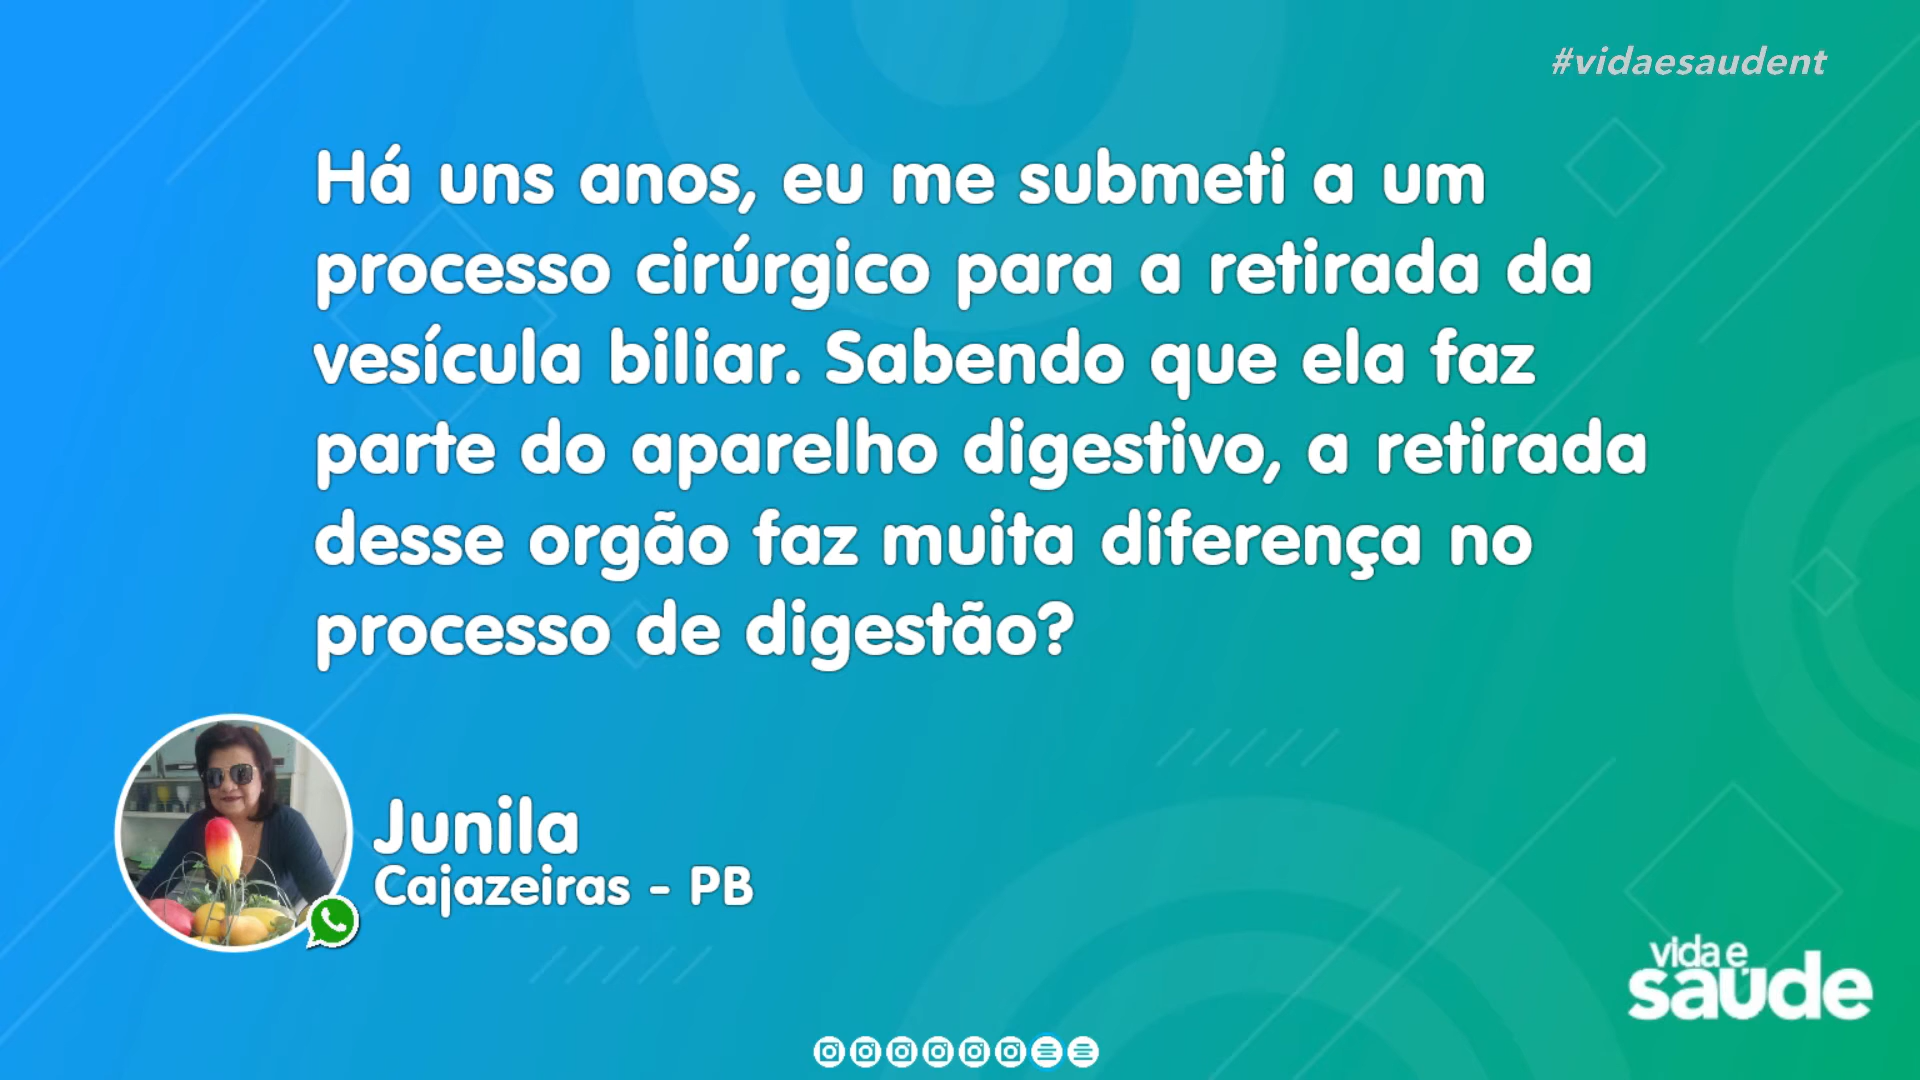 #vidaesaudent
Há uns anos, eu me submeti a um
processo cirúrgico para a retirada da
vesícula biliar. Sabendo que ela faz
parte do aparelho digestivo, a retirada
desse orgão faz muita diferença no
processo de digestão?
Junila
Cajazeiras - PB
vida e
saúde